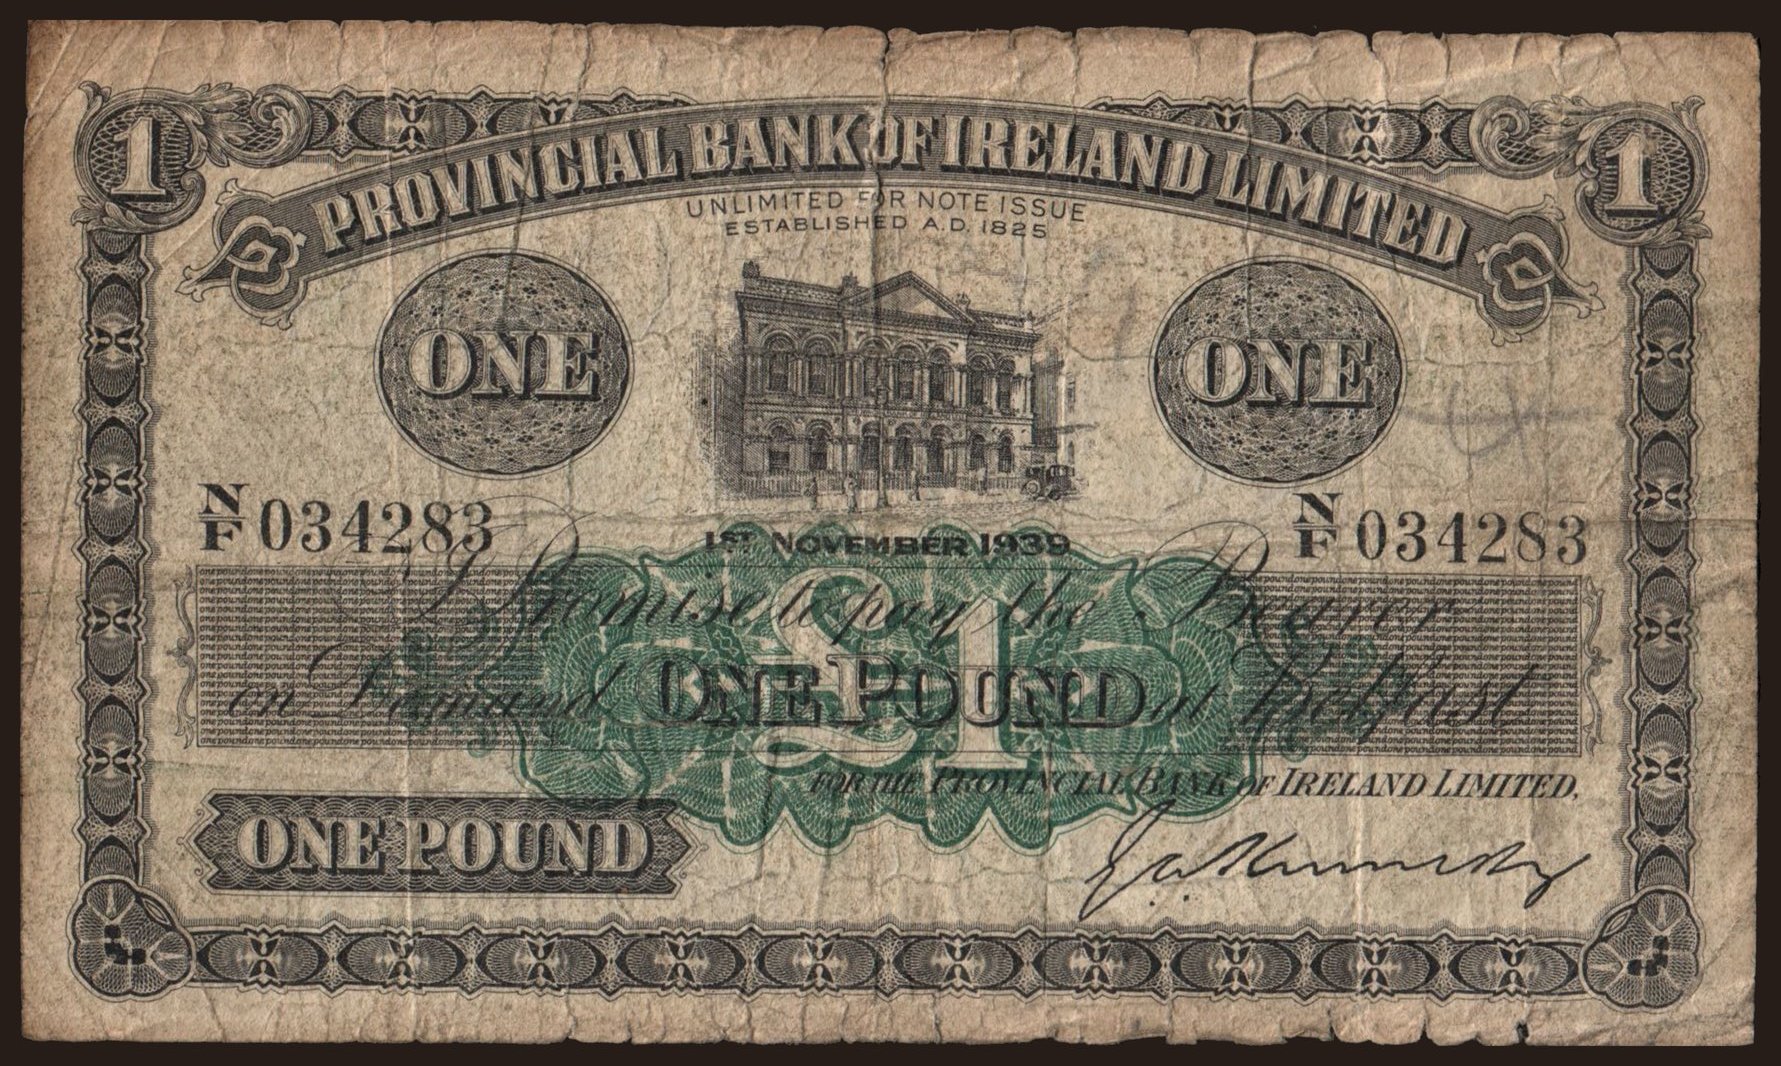 1 PROVINCIAL BANK OF IRELAND LIMITED 1
UNLIMITED FOR NOTE ISSUE
ESTABLISHED A.D. 1825
ONE ONE
N/F 034283 N/F 034283
1ST NOVEMBER 1939
£1
I Promise to pay the Bearer
on Demand ONE POUND at Belfast
FOR THE PROVINCIAL BANK OF IRELAND LIMITED,
ONE POUND